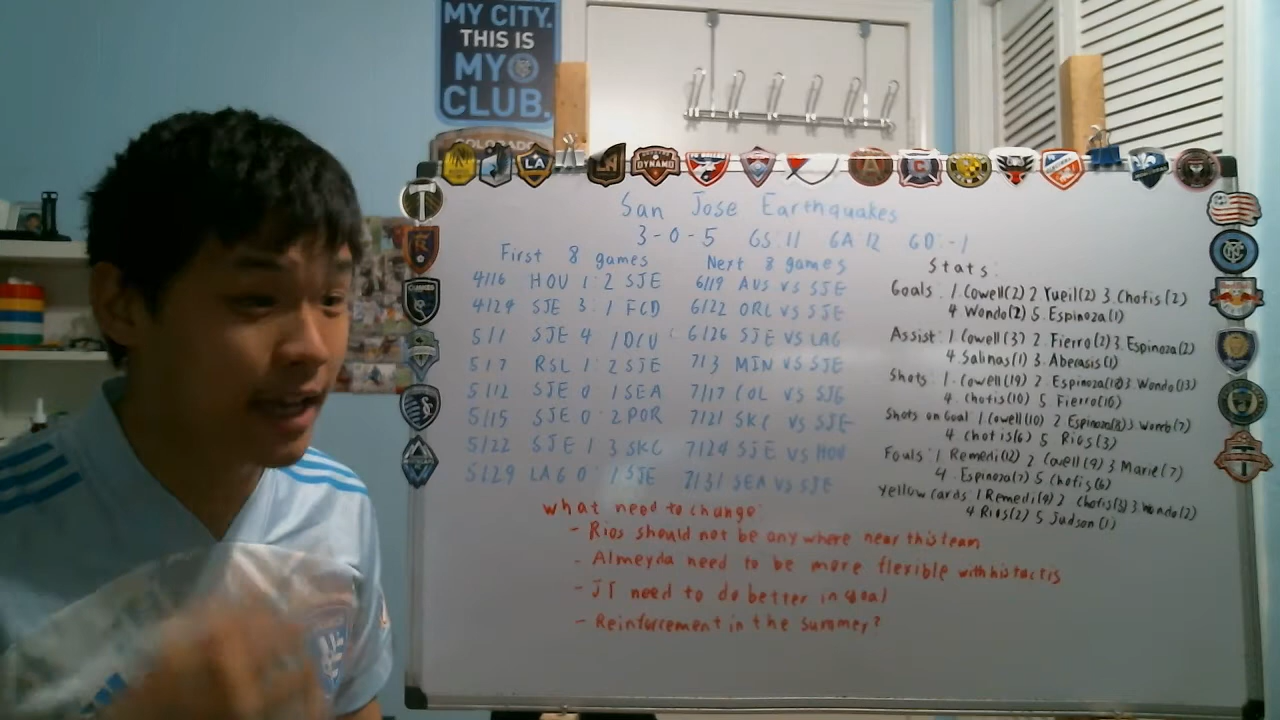 MY CITY.
THIS IS
MY
CLUB.
COLORADO
LA
DYNAMO
San Jose Earthquakes
3-0-5 GS:11 GA:12 GD:-1
First 8 games
4/16 HOU 1:2 SJE
4/24 SJE 3:1 FCD
5/1 SJE 4:1 DCU
5/7 RSL 1:2 SJE
5/12 SJE 0:1 SEA
5/15 SJE 0:2 POR
5/22 SJE 1:3 SKC
5/29 LAG 0:1 SJE
Next 8 games
6/19 AUS vs SJE
6/22 ORL vs SJE
6/26 SJE vs LAG
7/3 MIN vs SJE
7/17 COL vs SJE
7/21 SKC vs SJE
7/24 SJE vs HOU
7/31 SEA vs SJE
Stats:
Goals: 1.Cowell(2) 2 Yueil(2) 3.Chofis(2)
4 Wondo(2) 5. Espinoza(1)
Assist: 1.Cowell(3) 2. Fierro(2) 3 Espinoza(2)
4.Salinas(1) 3.Aberasis(1)
Shots: 1.Cowell(19) 2 Espinoza(18) 3 Wondo(13)
4. Chofis(10) 5 Fierro(16)
Shots on Goal 1 Cowell(10) 2 Espinoza(8) 3 Wondo(7)
4 Chofis(6) 5 Rios(3)
Fouls: 1 Remedi(12) 2 Cowell(9) 3 Marie(7)
4. Espinoza(7) 5 Chofis(6)
Yellow cards 1 Remedi(4) 2 Chofis(3) 3 Wondo(2)
4 Rios(2) 5 Judson(1)
What need to change:
- Rios should not be any where near this team
- Almeyda need to be more flexible with his tactis
- JT need to do better in goal
- Reinforcement in the summer?